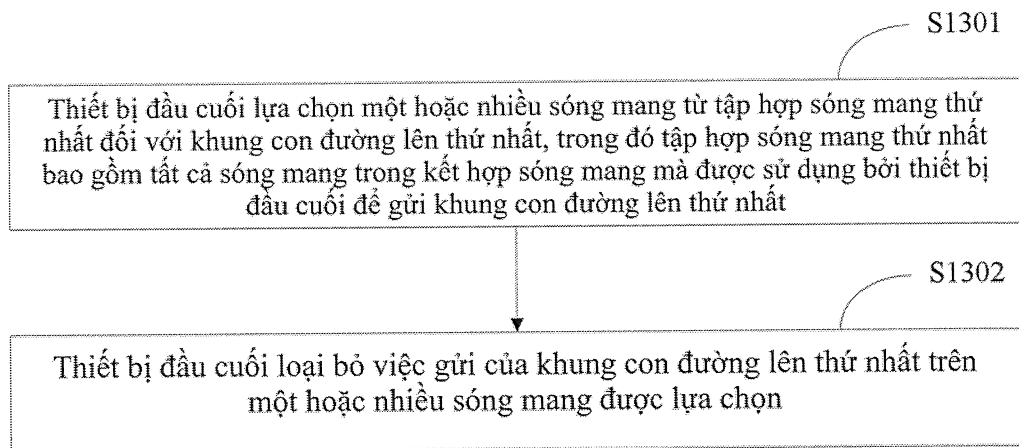 S1301
Thiết bị đầu cuối lựa chọn một hoặc nhiều sóng mang từ tập hợp sóng mang thứ
nhất đối với khung con đường lên thứ nhất, trong đó tập hợp sóng mang thứ nhất
bao gồm tất cả sóng mang trong kết hợp sóng mang mà được sử dụng bởi thiết bị
đầu cuối để gửi khung con đường lên thứ nhất
S1302
Thiết bị đầu cuối loại bỏ việc gửi của khung con đường lên thứ nhất trên
một hoặc nhiều sóng mang được lựa chọn